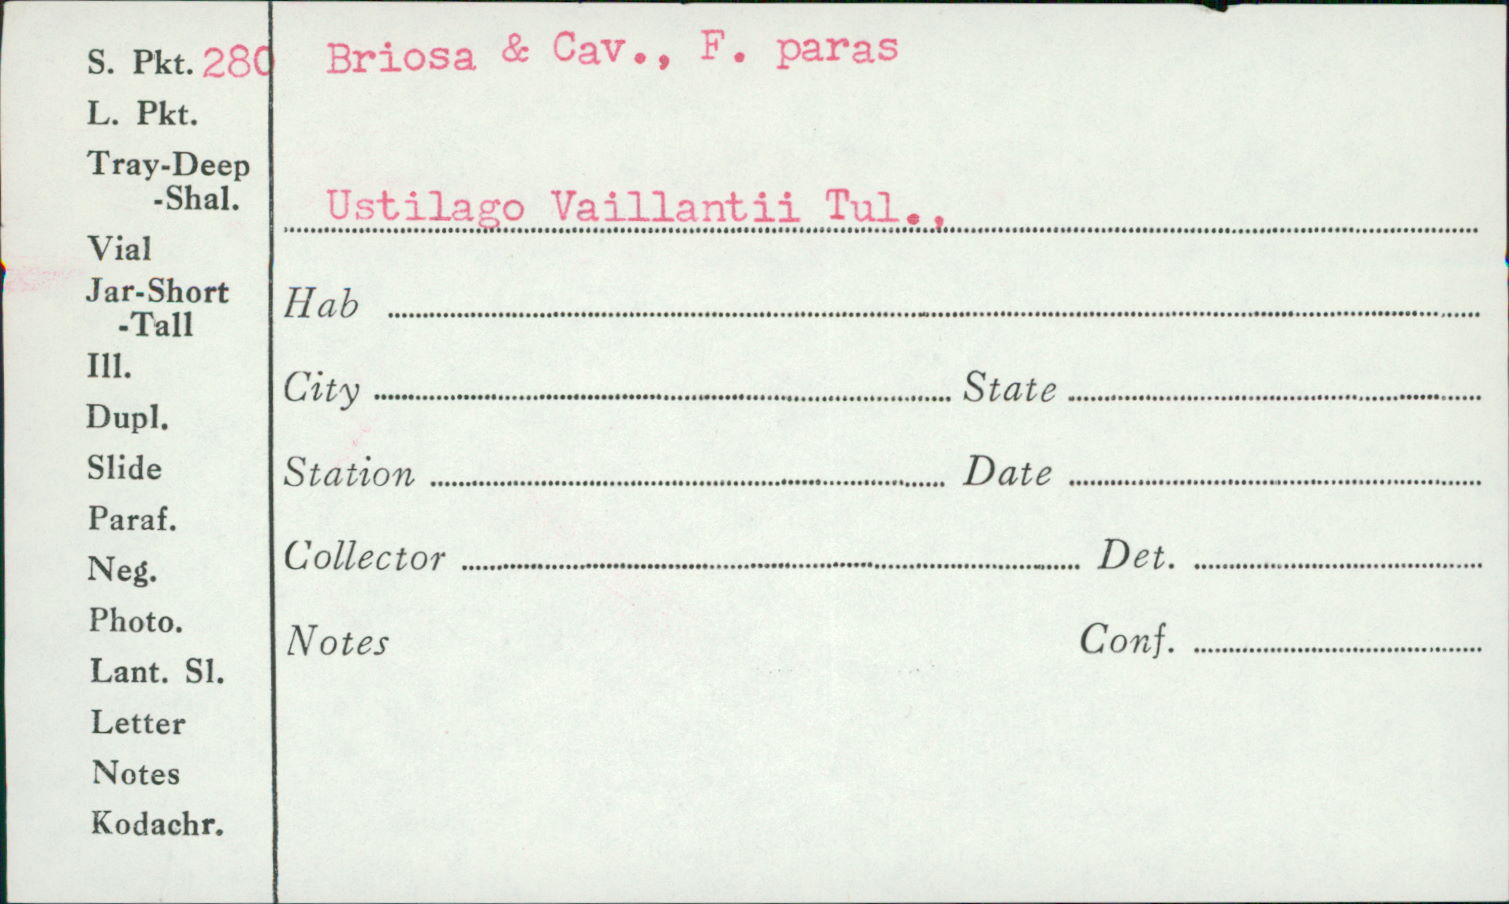 S. Pkt. 280
L. Pkt.
Tray-Deep
-Shal.
Vial
Jar-Short
-Tall
Ill.
Dupl.
Slide
Paraf.
Neg.
Photo.
Lant. Sl.
Letter
Notes
Kodachr.
Briosa & Cav., F. paras
Ustilago Vaillantii Tul.,
Hab
City State
Station Date
Collector Det.
Notes Conf.